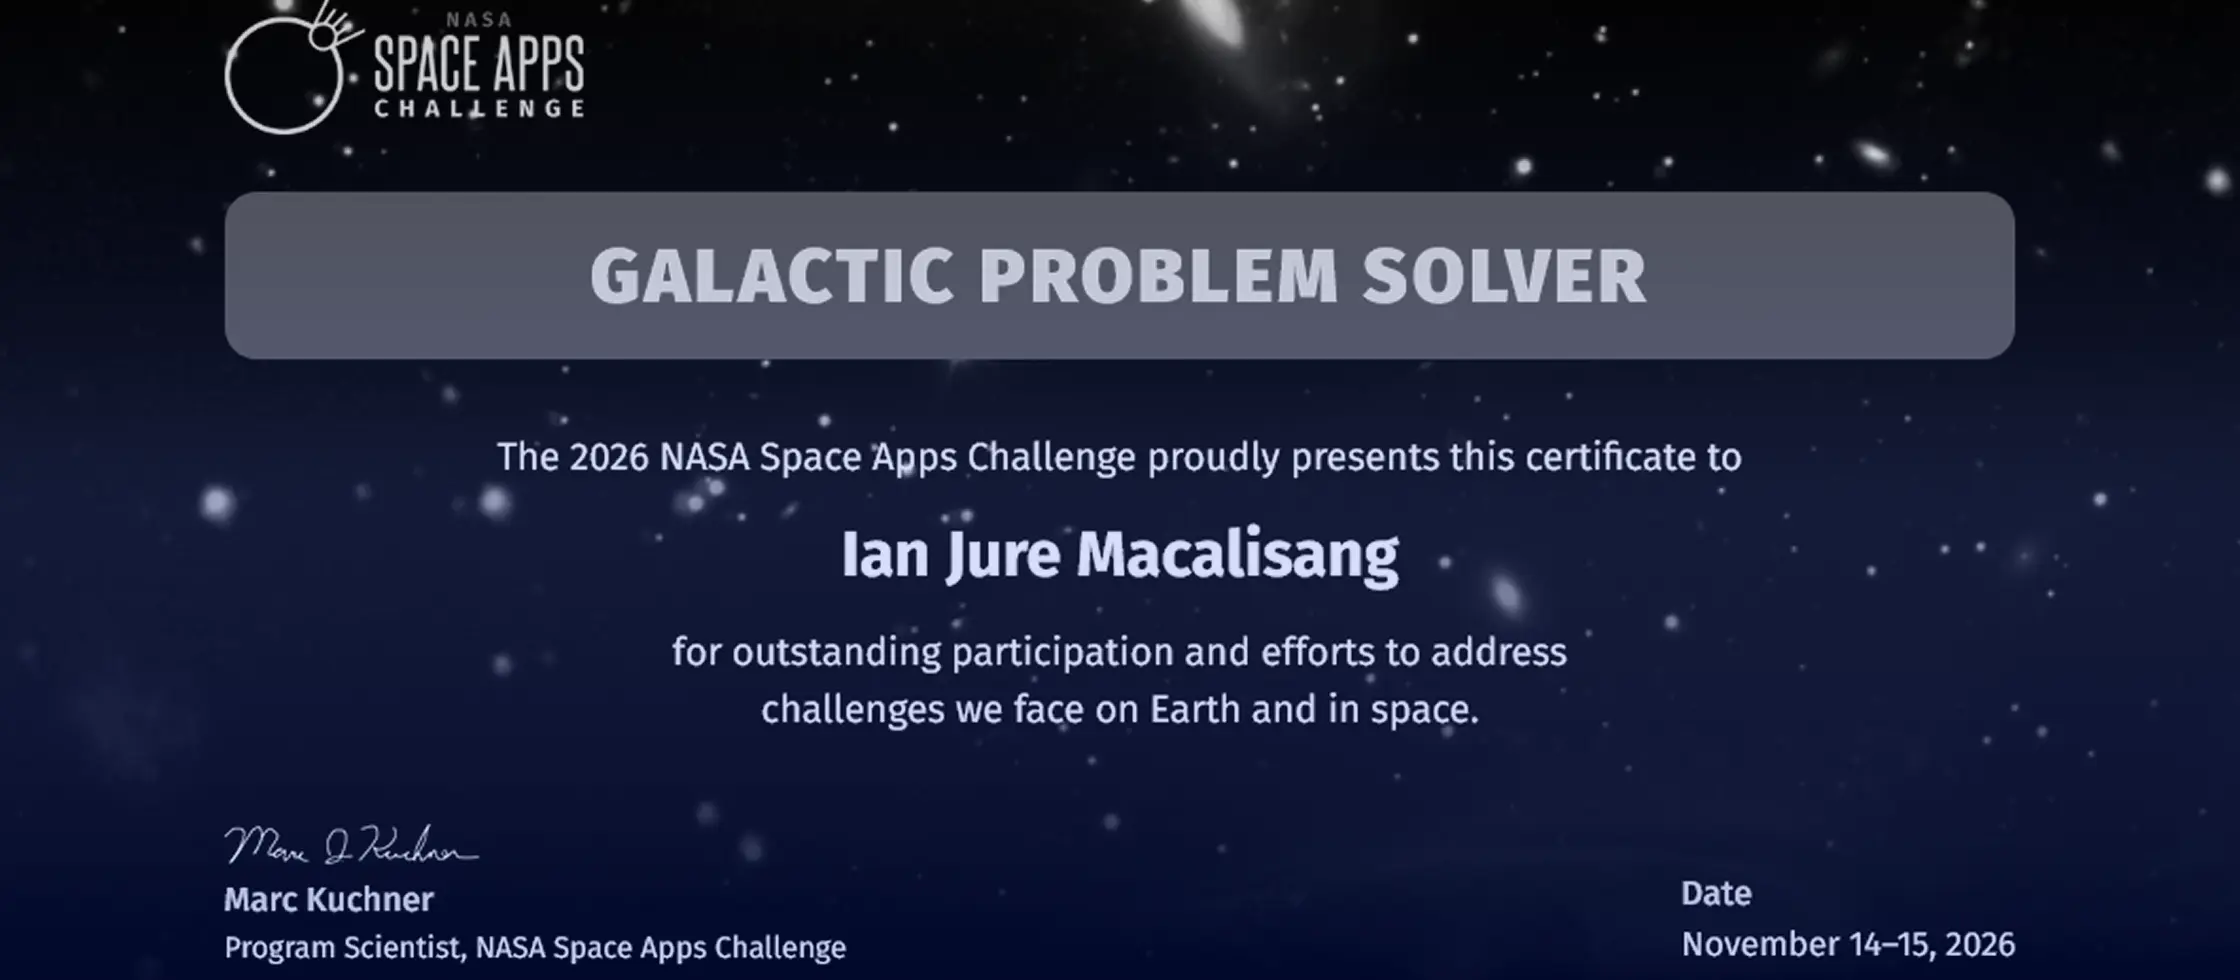 NASA
SPACE APPS
CHALLENGE
GALACTIC PROBLEM SOLVER
The 2026 NASA Space Apps Challenge proudly presents this certificate to
Ian Jure Macalisang
for outstanding participation and efforts to address
challenges we face on Earth and in space.
Marc J Kuchner
Marc Kuchner
Program Scientist, NASA Space Apps Challenge
Date
November 14–15, 2026